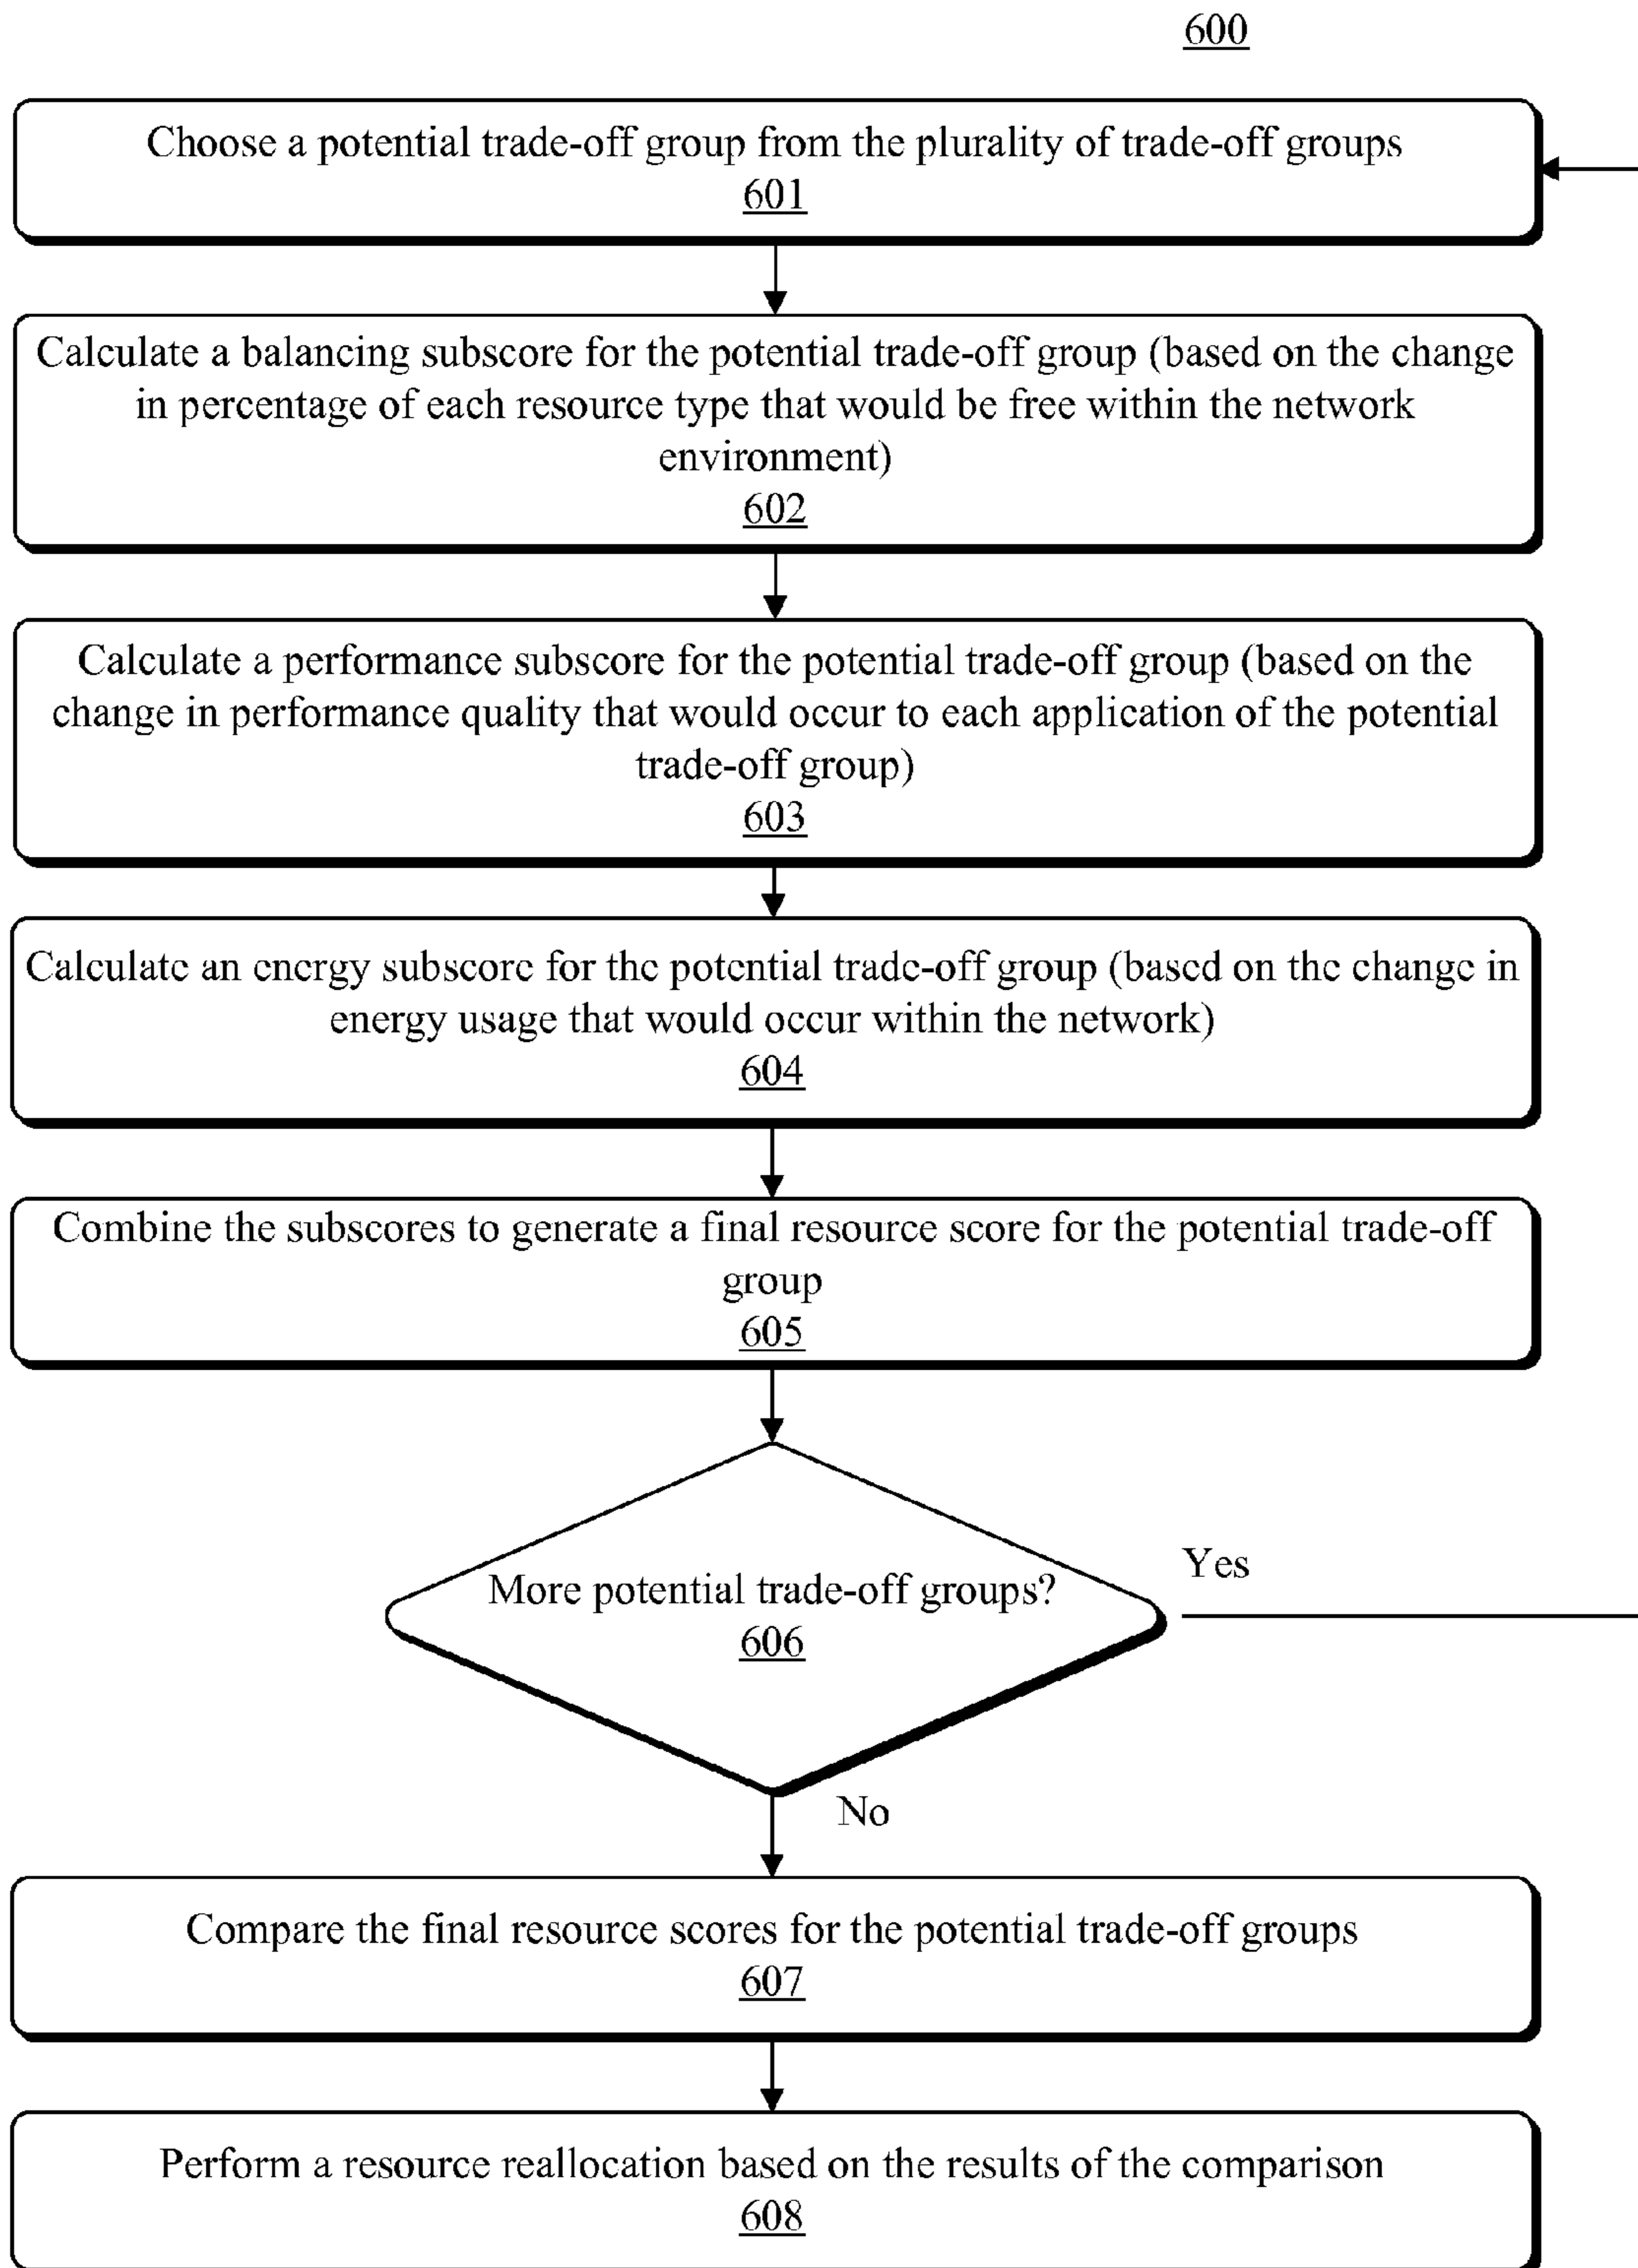 600
Choose a potential trade-off group from the plurality of trade-off groups
601
Calculate a balancing subscore for the potential trade-off group (based on the change
in percentage of each resource type that would be free within the network
environment)
602
Calculate a performance subscore for the potential trade-off group (based on the
change in performance quality that would occur to each application of the potential
trade-off group)
603
Calculate an energy subscore for the potential trade-off group (based on the change in
energy usage that would occur within the network)
604
Combine the subscores to generate a final resource score for the potential trade-off
group
605
More potential trade-off groups?
606
Yes
No
Compare the final resource scores for the potential trade-off groups
607
Perform a resource reallocation based on the results of the comparison
608